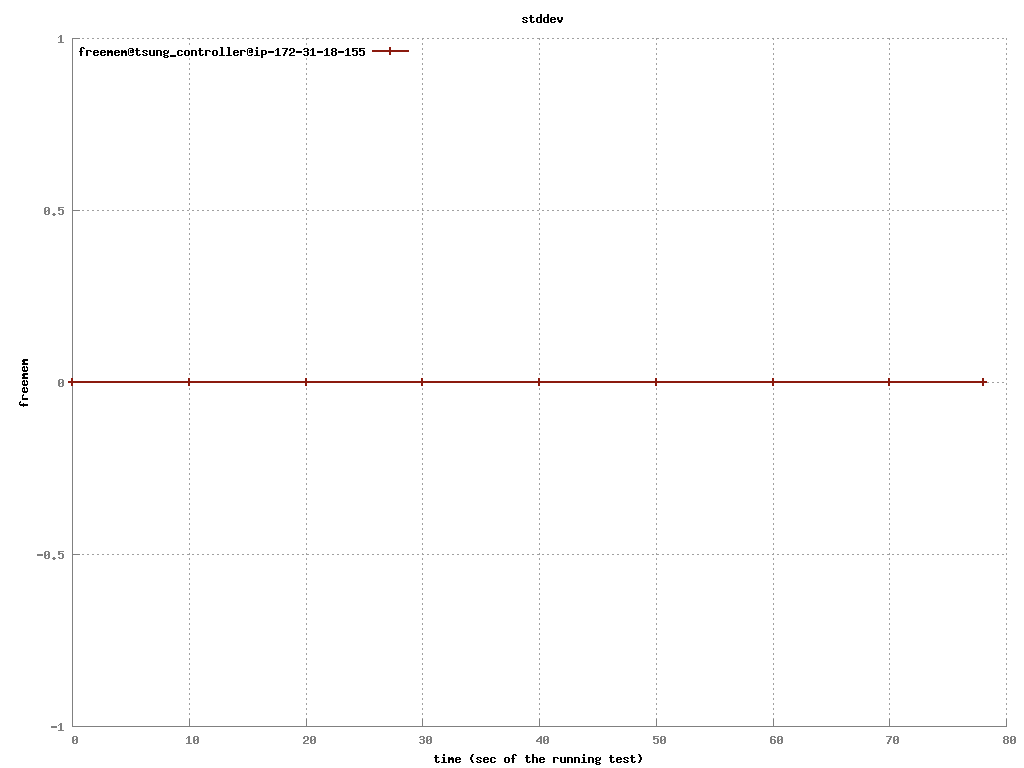 stddev
1
freemem@tsung_controller@ip-172-31-18-155
0.5
freemem
0
-0.5
-1
0 10 20 30 40 50 60 70 80
time (sec of the running test)